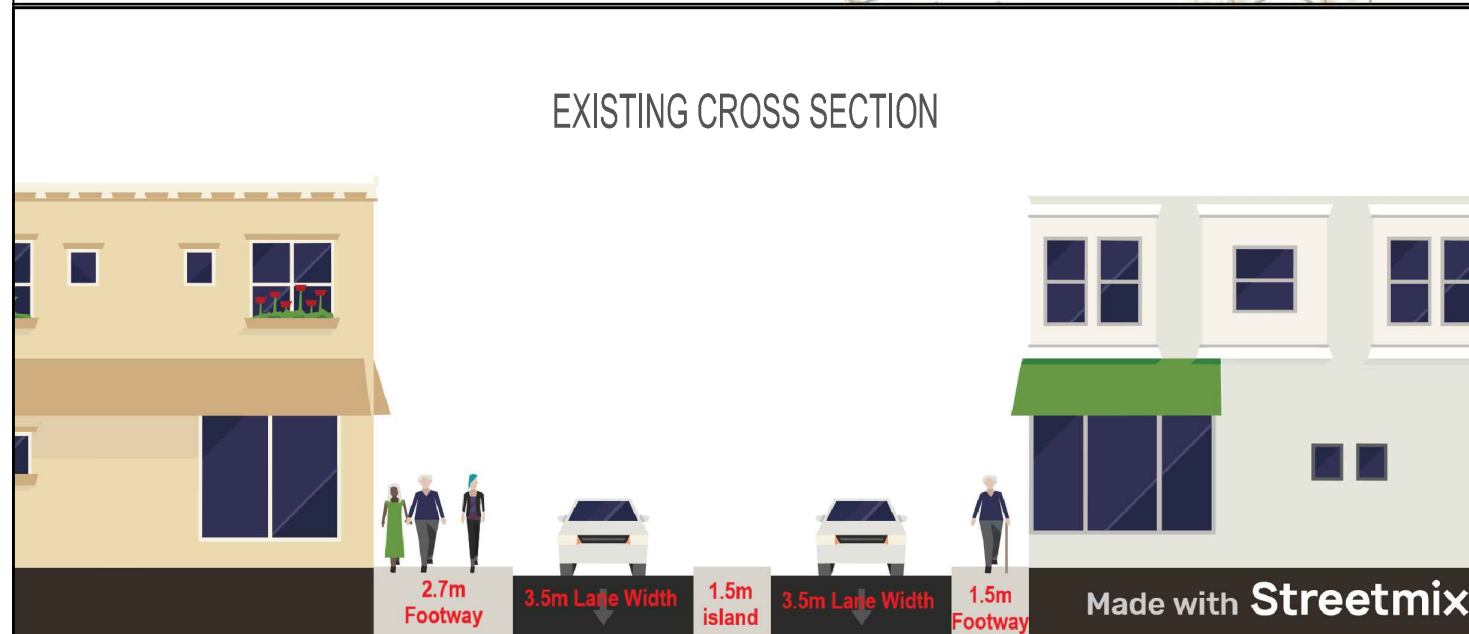 EXISTING CROSS SECTION
2.7m
Footway
3.5m Lane Width
1.5m
island
3.5m Lane Width
1.5m
Footway
Made with Streetmix